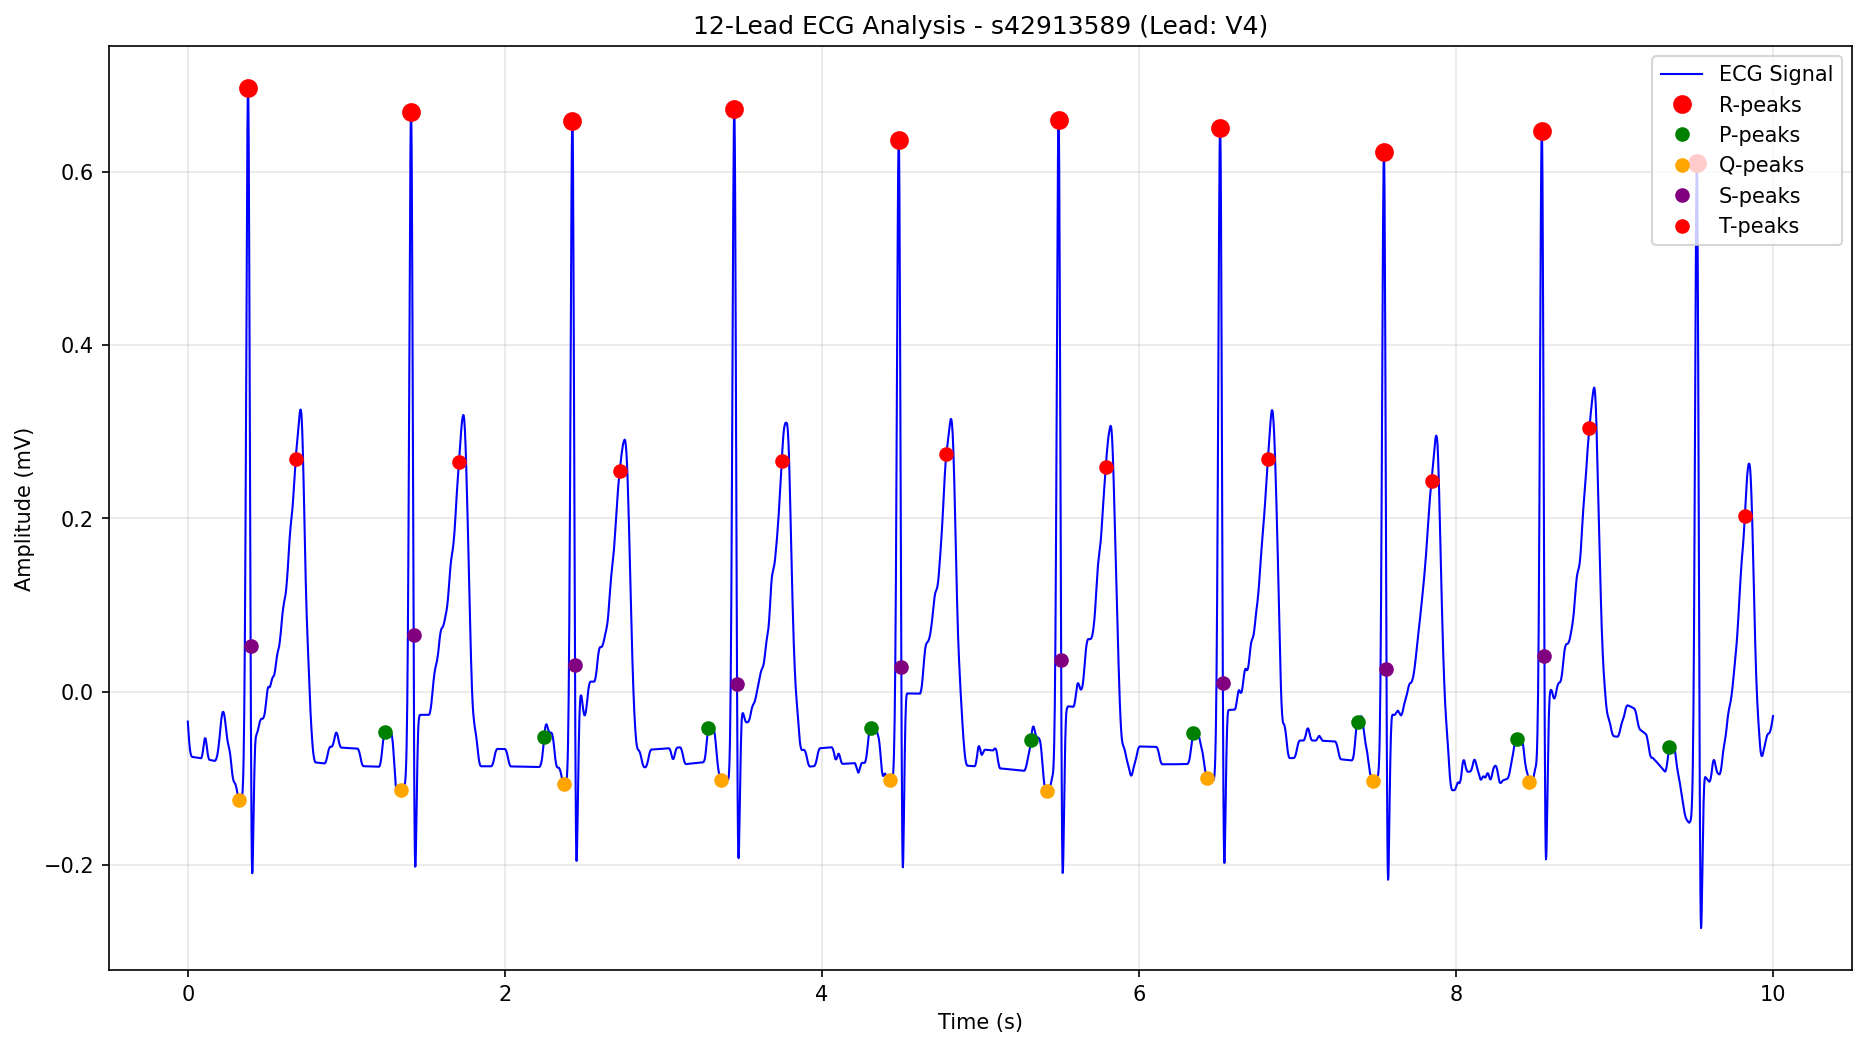 12-Lead ECG Analysis - s42913589 (Lead: V4)
ECG Signal
R-peaks
P-peaks
Q-peaks
S-peaks
T-peaks
Amplitude (mV)
0.6
0.4
0.2
0.0
−0.2
0 2 4 6 8 10
Time (s)